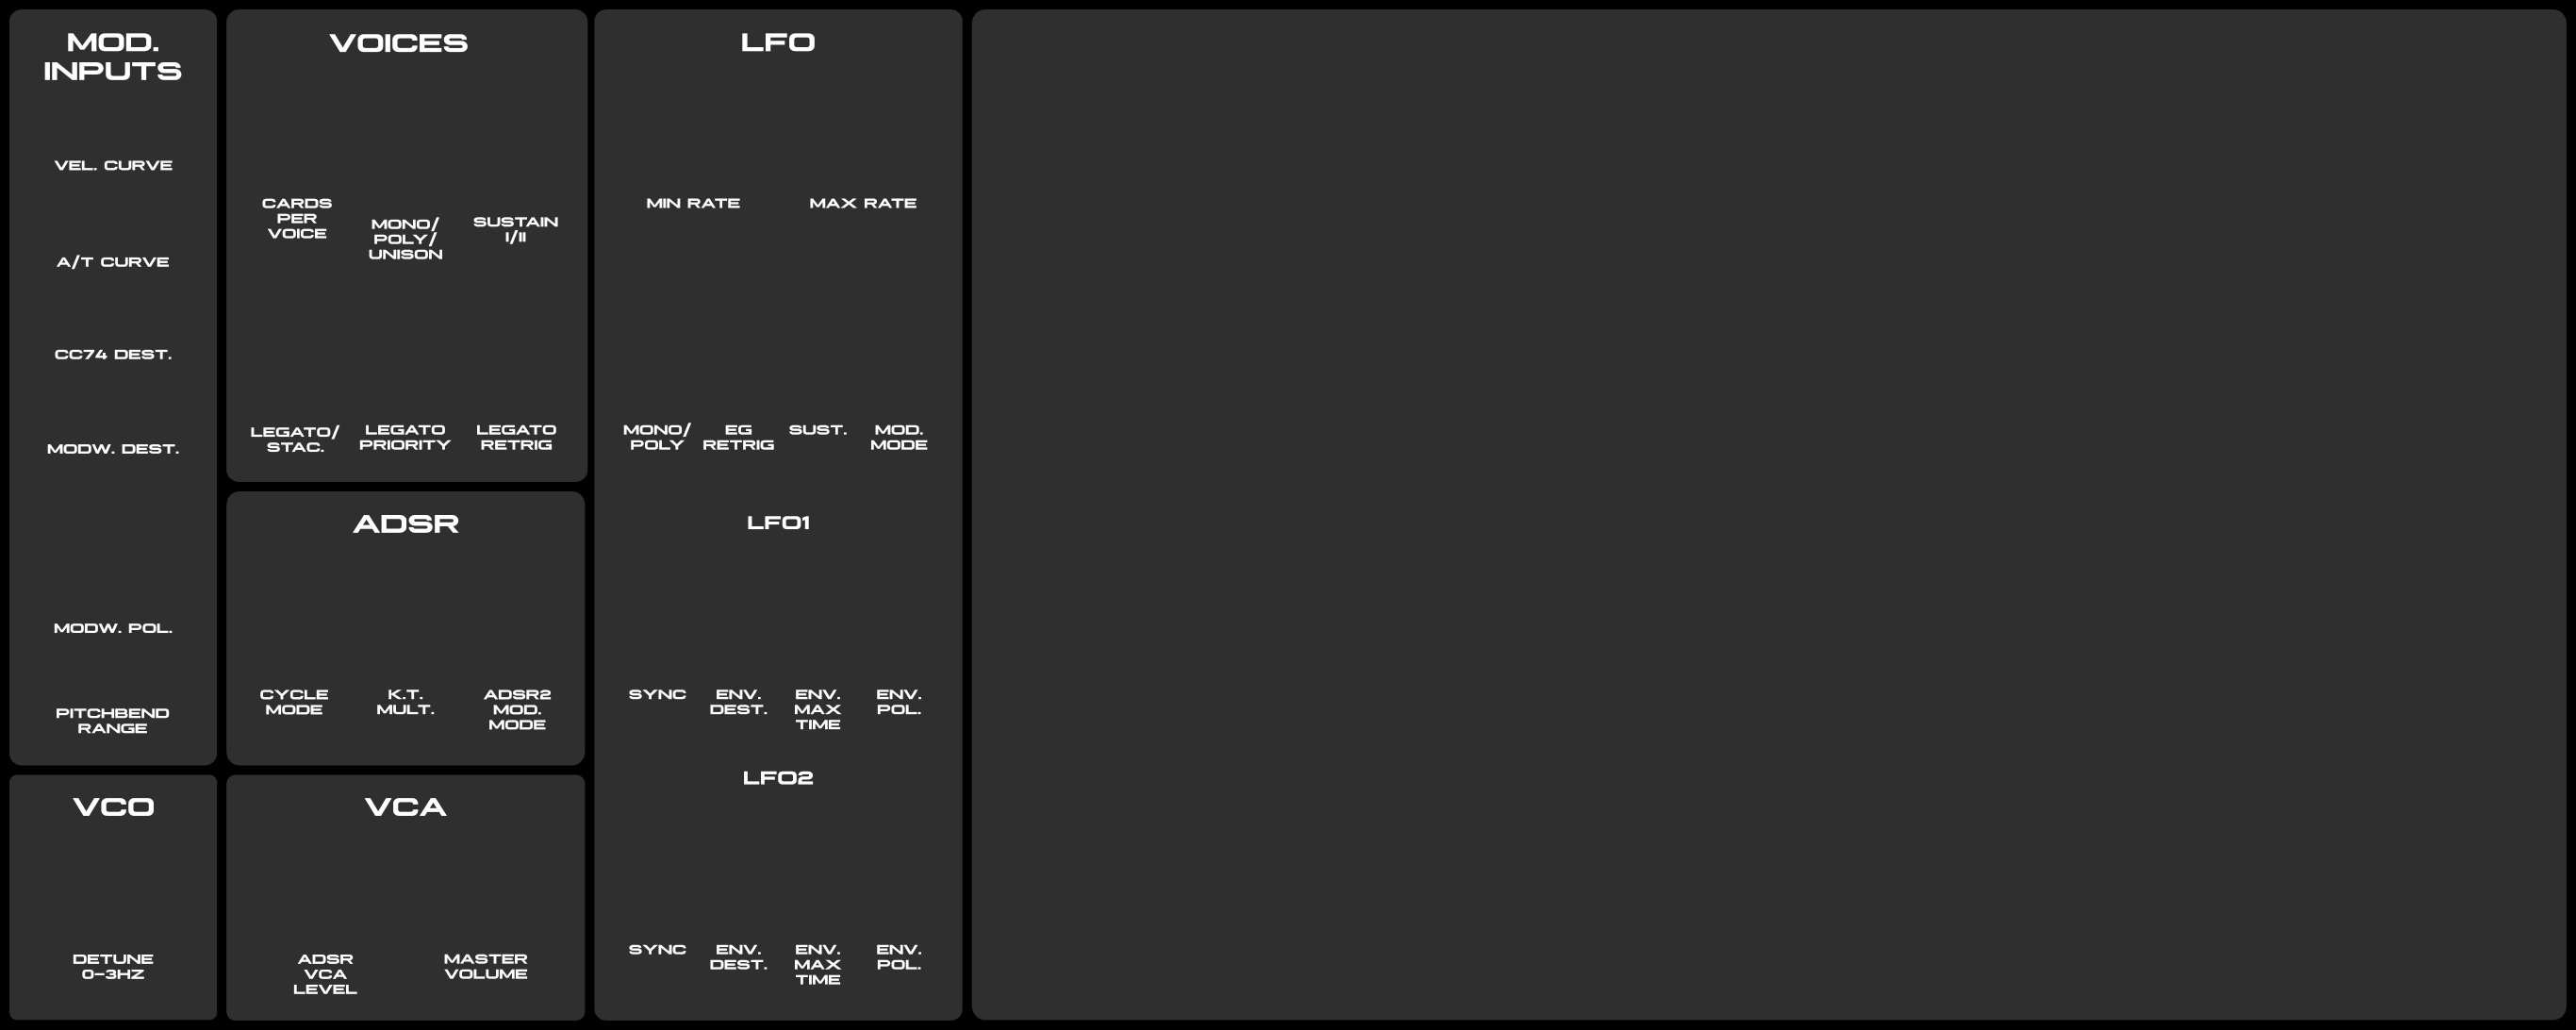 MOD.
INPUTS
VEL. CURVE
A/T CURVE
CC74 DEST.
MODW. DEST.
MODW. POL.
PITCHBEND
RANGE
VCO
DETUNE
0-3HZ
VOICES
CARDS
PER
VOICE
MONO/
POLY/
UNISON
SUSTAIN
I/II
LEGATO/
STAC.
LEGATO
PRIORITY
LEGATO
RETRIG
ADSR
CYCLE
MODE
K.T.
MULT.
ADSR2
MOD.
MODE
VCA
ADSR
VCA
LEVEL
MASTER
VOLUME
LFO
MIN RATE
MAX RATE
MONO/
POLY
EG
RETRIG
SUST.
MOD.
MODE
LFO1
SYNC
ENV.
DEST.
ENV.
MAX
TIME
ENV.
POL.
LFO2
SYNC
ENV.
DEST.
ENV.
MAX
TIME
ENV.
POL.